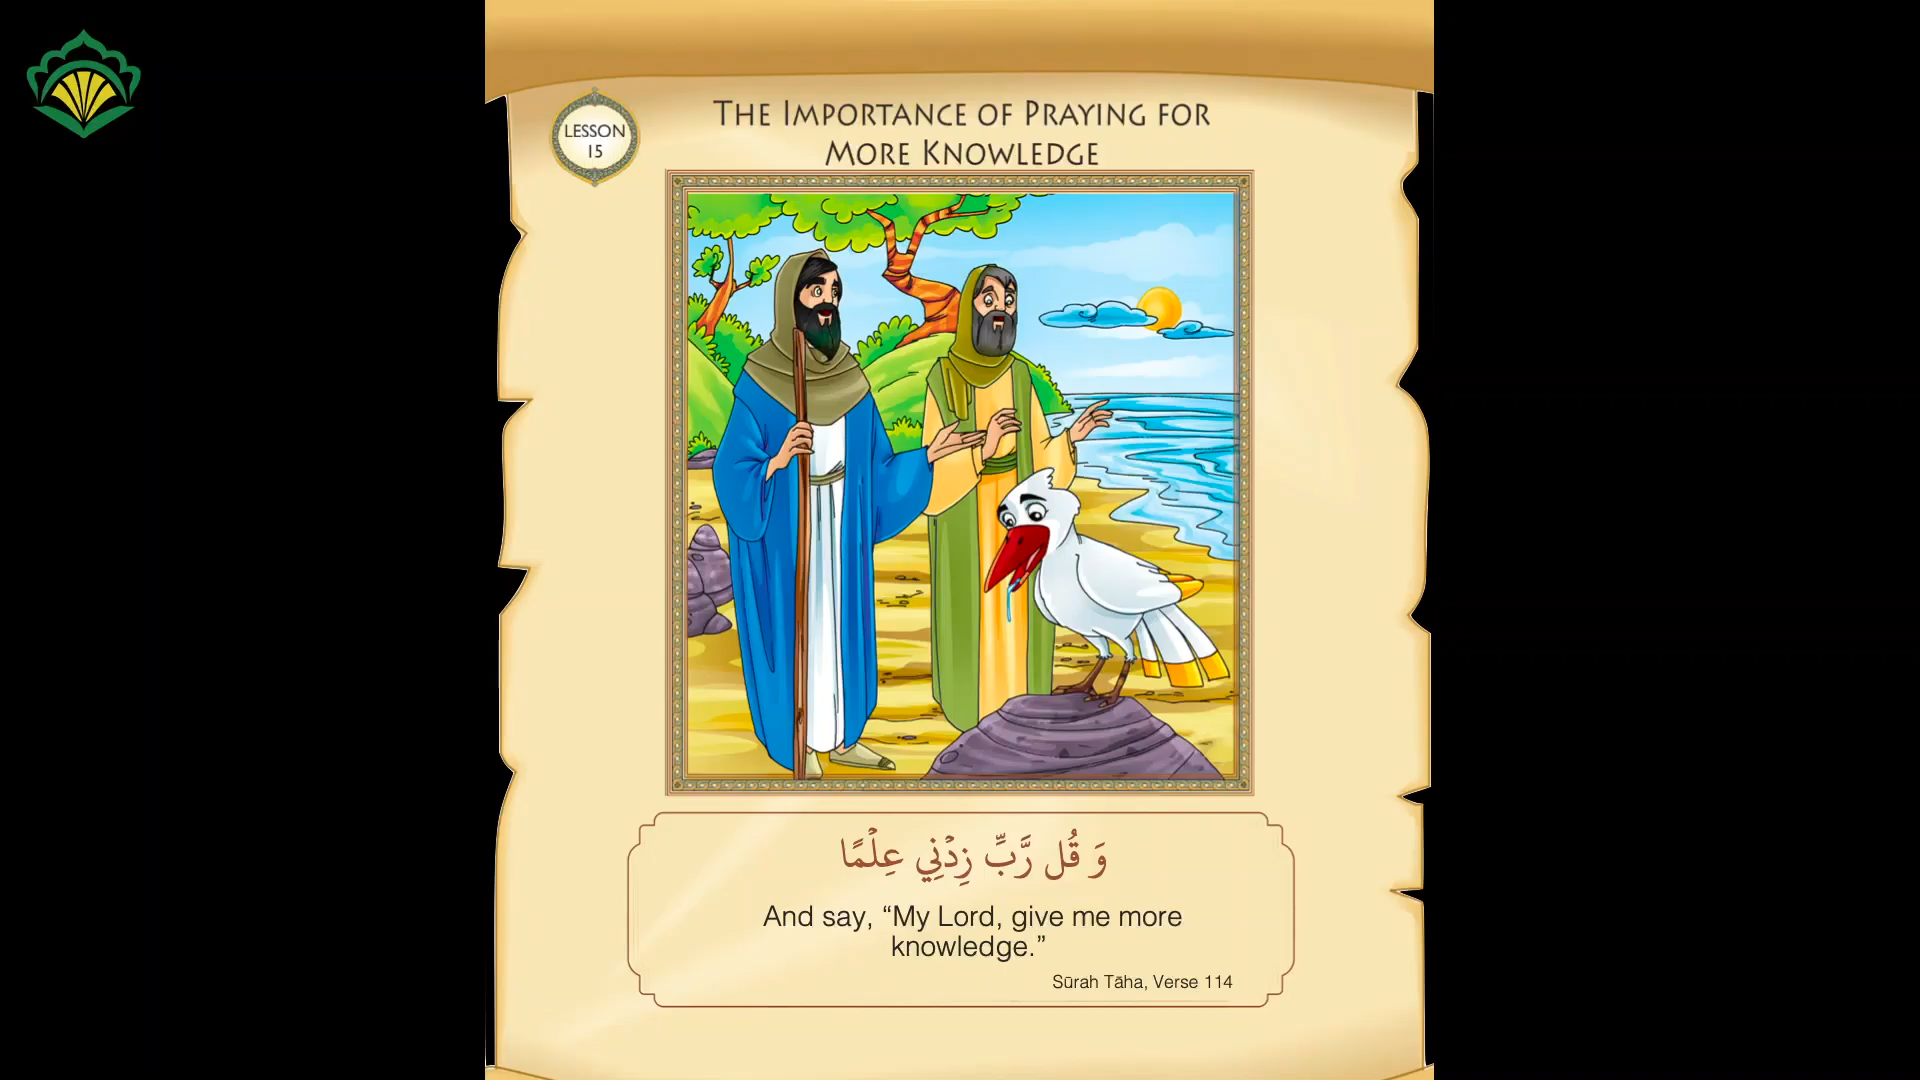 LESSON
15
THE IMPORTANCE OF PRAYING FOR
MORE KNOWLEDGE
وَ قُل رَّبِّ زِدْنِي عِلْمًا
And say, “My Lord, give me more
knowledge.”
Sūrah Tāha, Verse 114